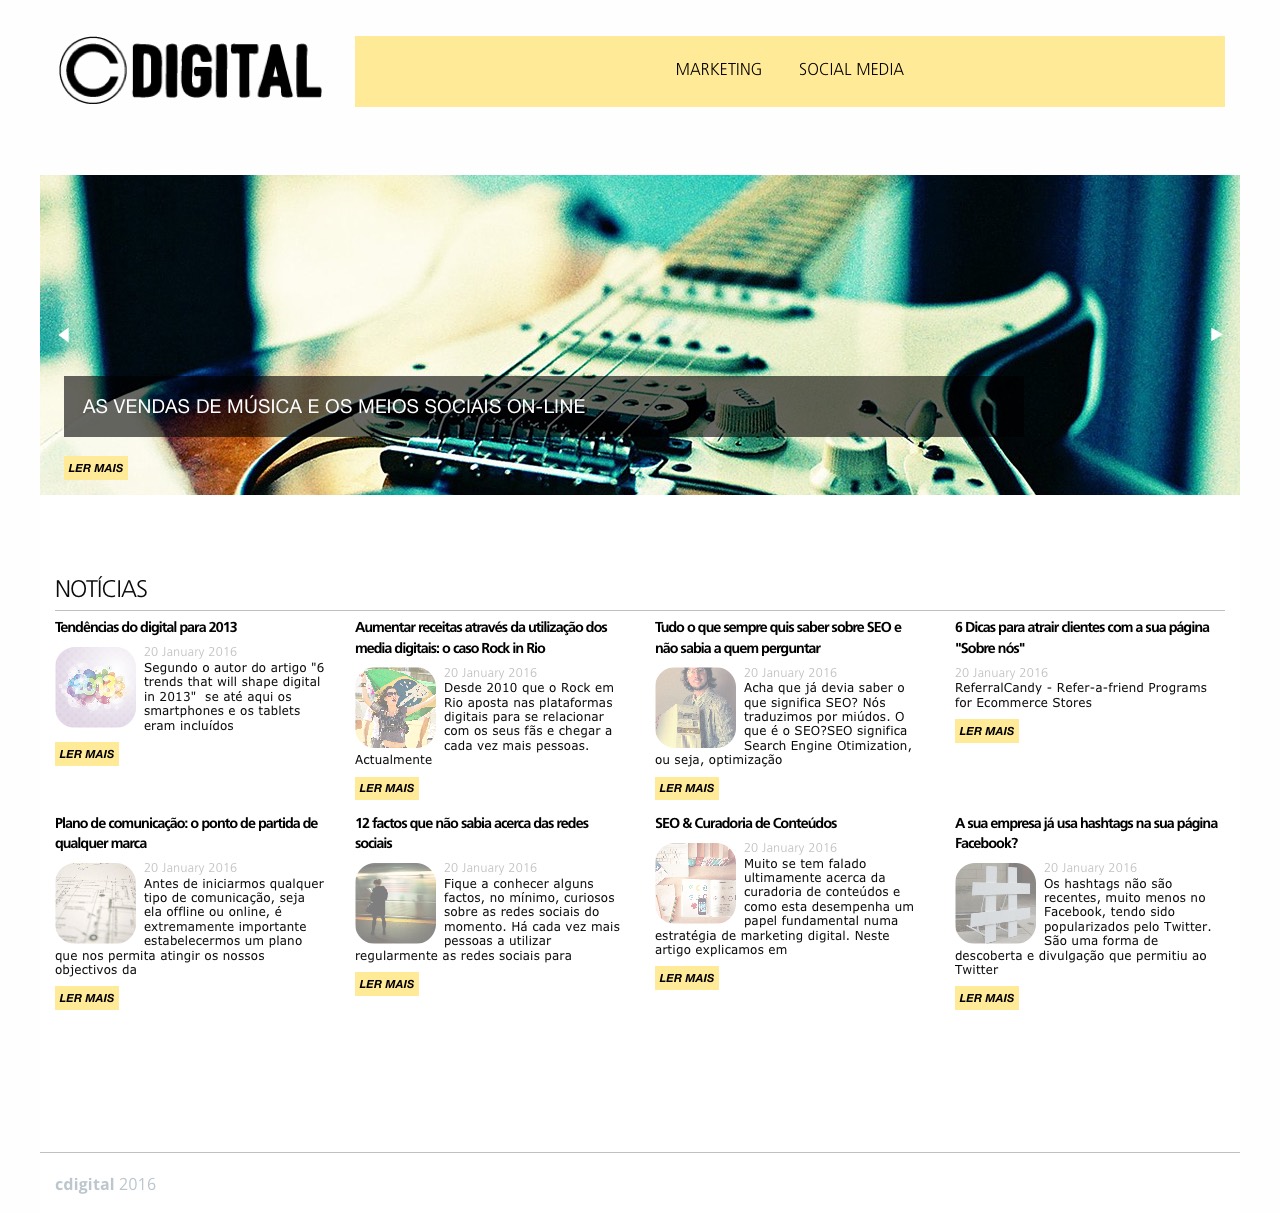 C DIGITAL
MARKETING SOCIAL MEDIA
AS VENDAS DE MÚSICA E OS MEIOS SOCIAIS ON-LINE
LER MAIS
NOTÍCIAS
Tendências do digital para 2013
20 January 2016
Segundo o autor do artigo "6
trends that will shape digital
in 2013"  se até aqui os
smartphones e os tablets
eram incluídos
LER MAIS
Aumentar receitas através da utilização dos
media digitais: o caso Rock in Rio
20 January 2016
Desde 2010 que o Rock em
Rio aposta nas plataformas
digitais para se relacionar
com os seus fãs e chegar a
cada vez mais pessoas.
Actualmente
LER MAIS
Tudo o que sempre quis saber sobre SEO e
não sabia a quem perguntar
20 January 2016
Acha que já devia saber o
que significa SEO? Nós
traduzimos por miúdos. O
que é o SEO?SEO significa
Search Engine Otimization,
ou seja, optimização
LER MAIS
6 Dicas para atrair clientes com a sua página
"Sobre nós"
20 January 2016
ReferralCandy - Refer-a-friend Programs
for Ecommerce Stores
LER MAIS
Plano de comunicação: o ponto de partida de
qualquer marca
20 January 2016
Antes de iniciarmos qualquer
tipo de comunicação, seja
ela offline ou online, é
extremamente importante
estabelecermos um plano
que nos permita atingir os nossos
objectivos da
LER MAIS
12 factos que não sabia acerca das redes
sociais
20 January 2016
Fique a conhecer alguns
factos, no mínimo, curiosos
sobre as redes sociais do
momento. Há cada vez mais
pessoas a utilizar
regularmente as redes sociais para
LER MAIS
SEO & Curadoria de Conteúdos
20 January 2016
Muito se tem falado
ultimamente acerca da
curadoria de conteúdos e
como esta desempenha um
papel fundamental numa
estratégia de marketing digital. Neste
artigo explicamos em
LER MAIS
A sua empresa já usa hashtags na sua página
Facebook?
20 January 2016
Os hashtags não são
recentes, muito menos no
Facebook, tendo sido
popularizados pelo Twitter.
São uma forma de
descoberta e divulgação que permitiu ao
Twitter
LER MAIS
cdigital 2016